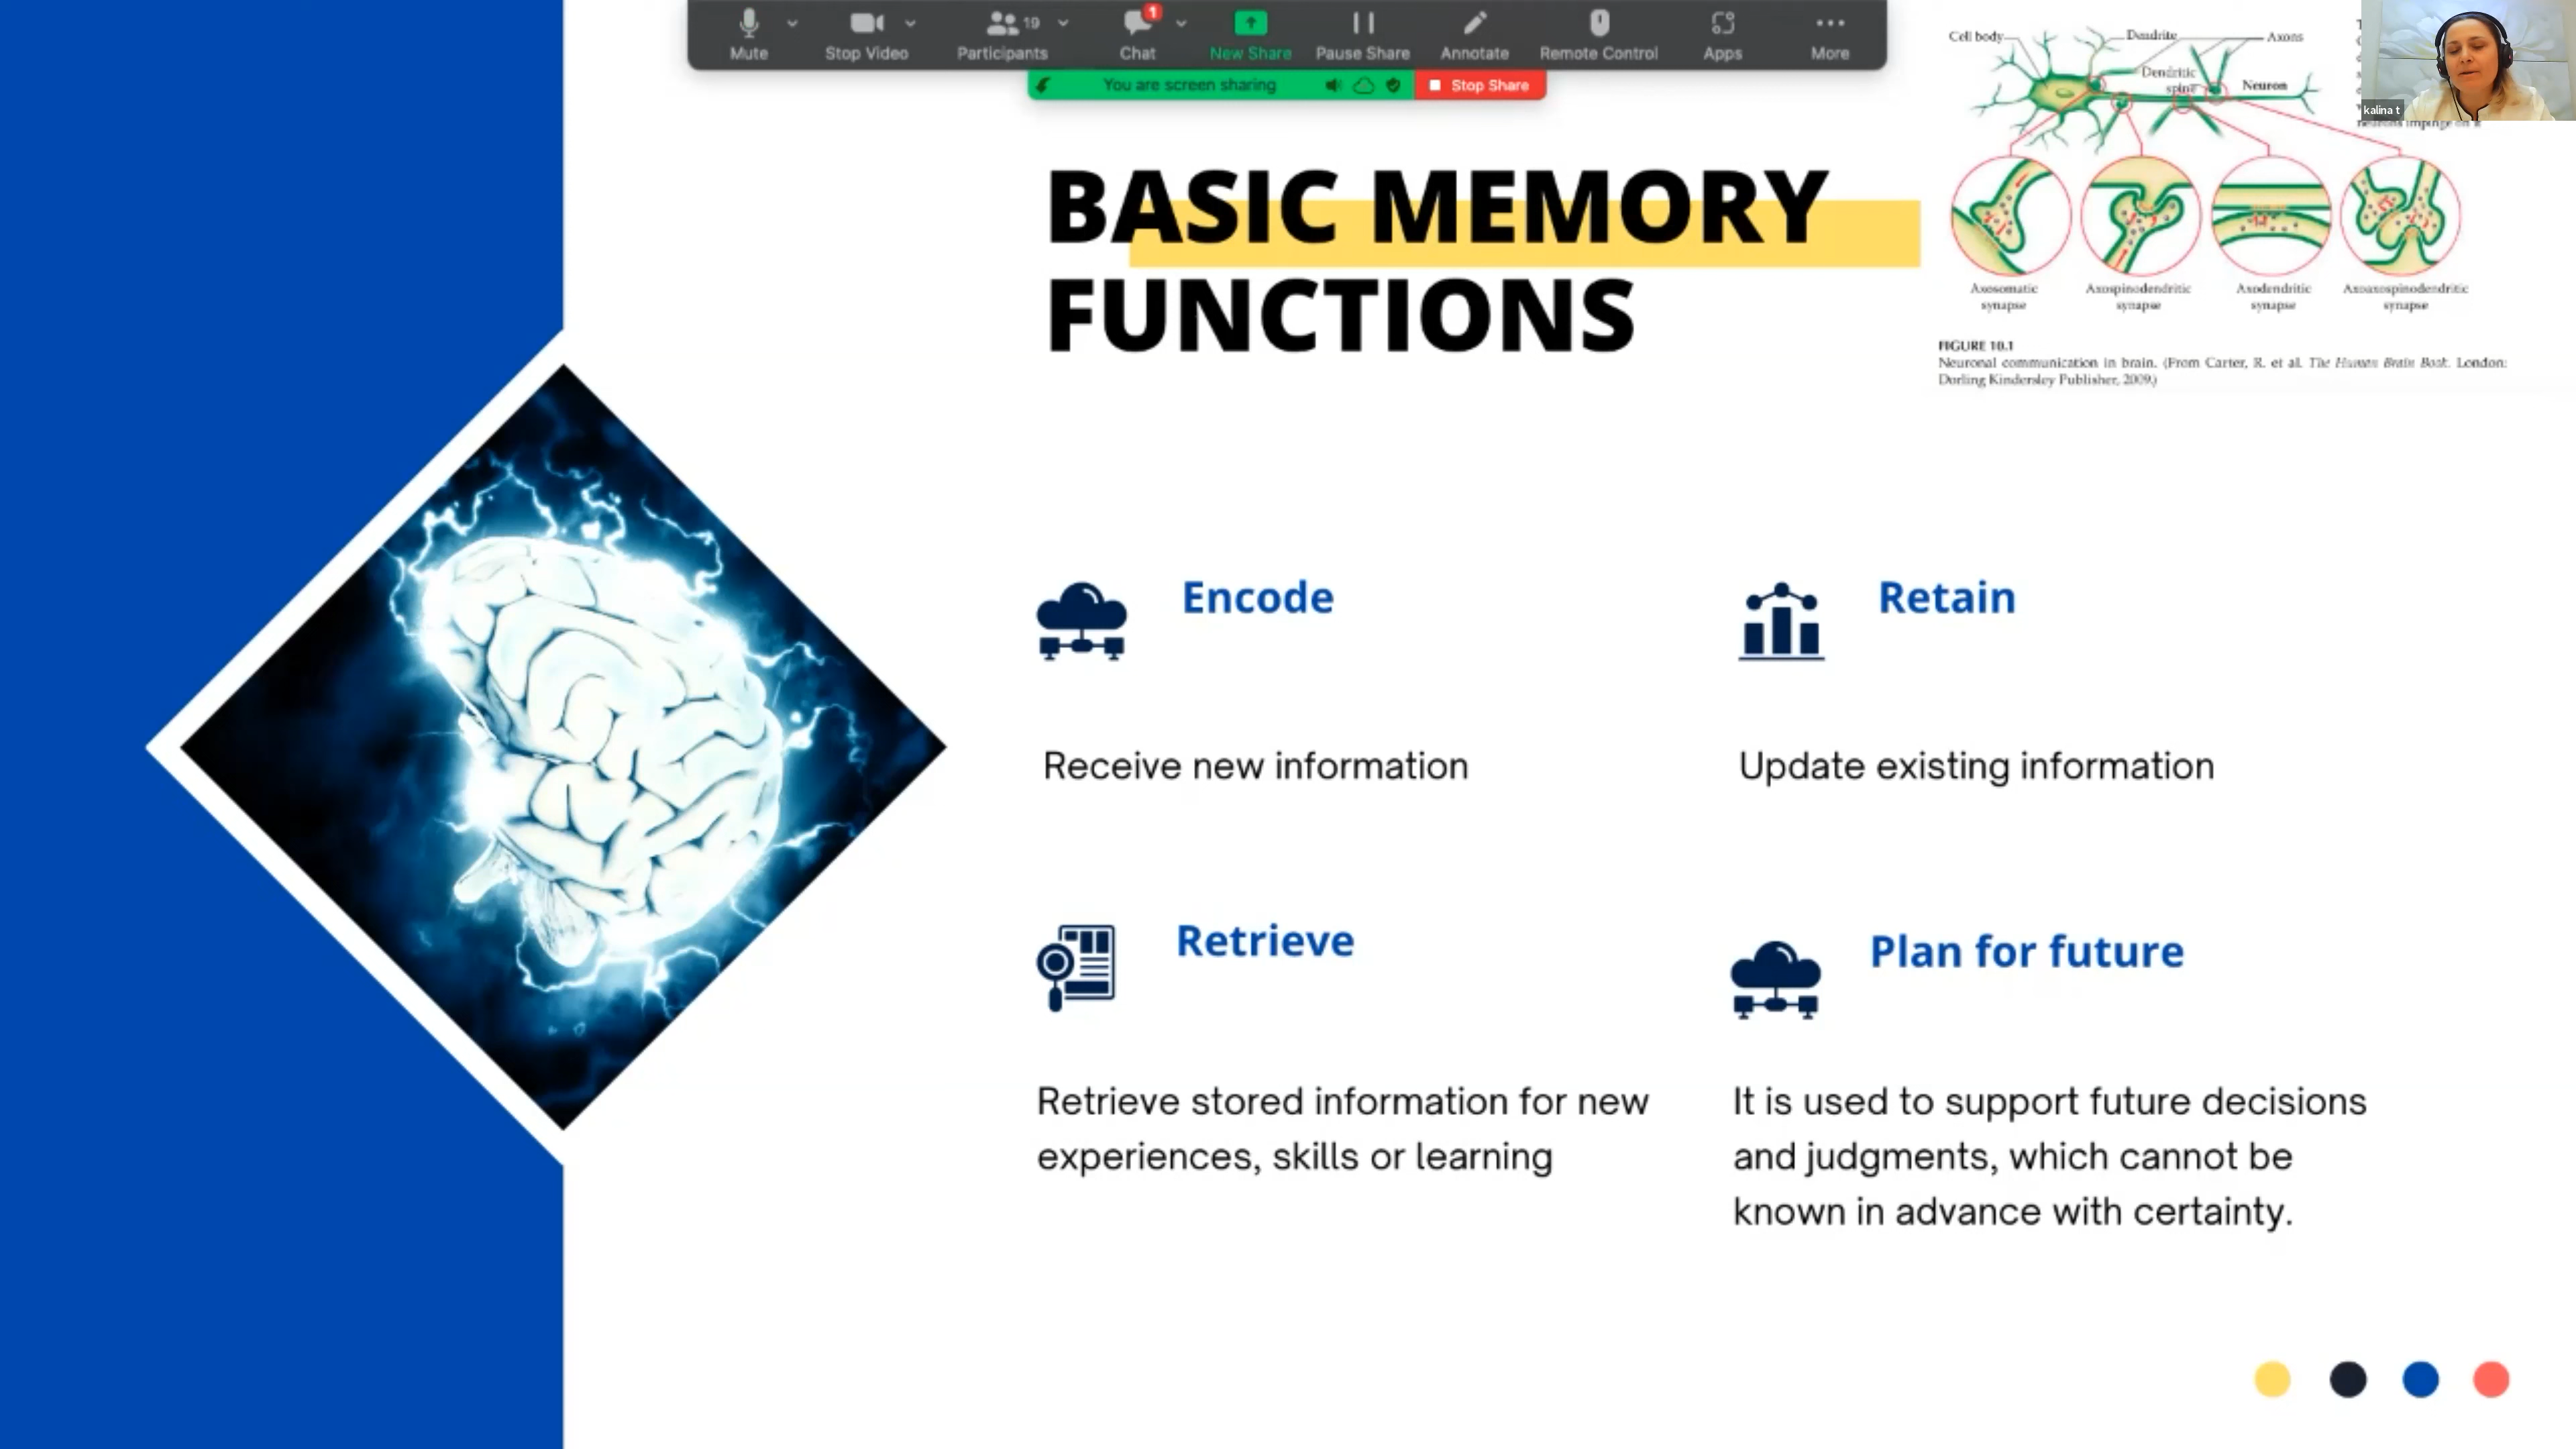 Mute
Stop Video
Participants 19
Chat 1
New Share
Pause Share
Annotate
Remote Control
Apps
More
You are screen sharing
Stop Share
kalina t
Cell body
Dendrite
Axons
Dendritic
spine
Neuron
neurons impinge on
Axosomatic
synapse
Axospinodendritic
synapse
Axodendritic
synapse
Axoaxospinodendritic
synapse
FIGURE 10.1
Neuronal communication in brain. (From Carter, R. et al. The Human Brain Book. London:
Dorling Kindersley Publisher, 2009.)
BASIC MEMORY
FUNCTIONS
Encode
Receive new information
Retain
Update existing information
Retrieve
Retrieve stored information for new
experiences, skills or learning
Plan for future
It is used to support future decisions
and judgments, which cannot be
known in advance with certainty.